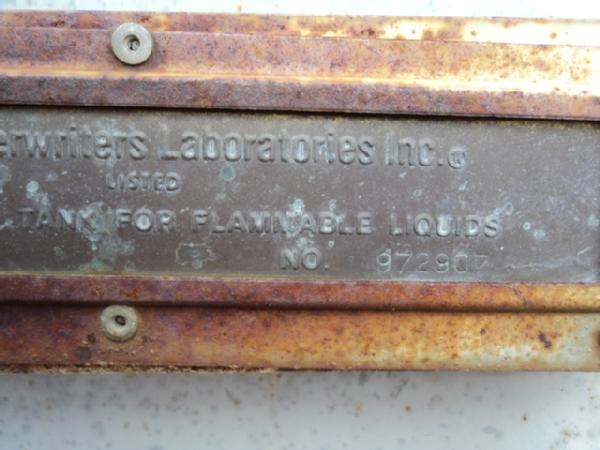 erwriters Laboratories Inc.®
LISTED
TANK FOR FLAMMABLE LIQUIDS
NO. 972907